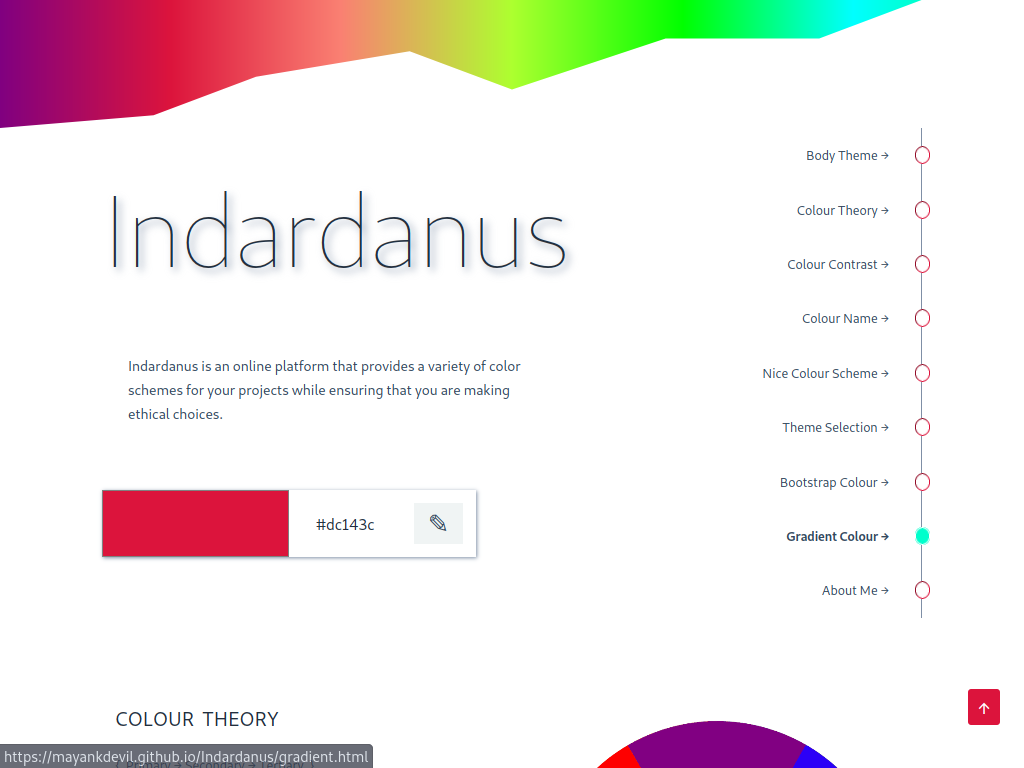 Indardanus
Indardanus is an online platform that provides a variety of color
schemes for your projects while ensuring that you are making
ethical choices.
#dc143c
Body Theme →
Colour Theory →
Colour Contrast →
Colour Name →
Nice Colour Scheme →
Theme Selection →
Bootstrap Colour →
Gradient Colour →
About Me →
COLOUR THEORY
https://mayankdevil.github.io/Indardanus/gradient.html